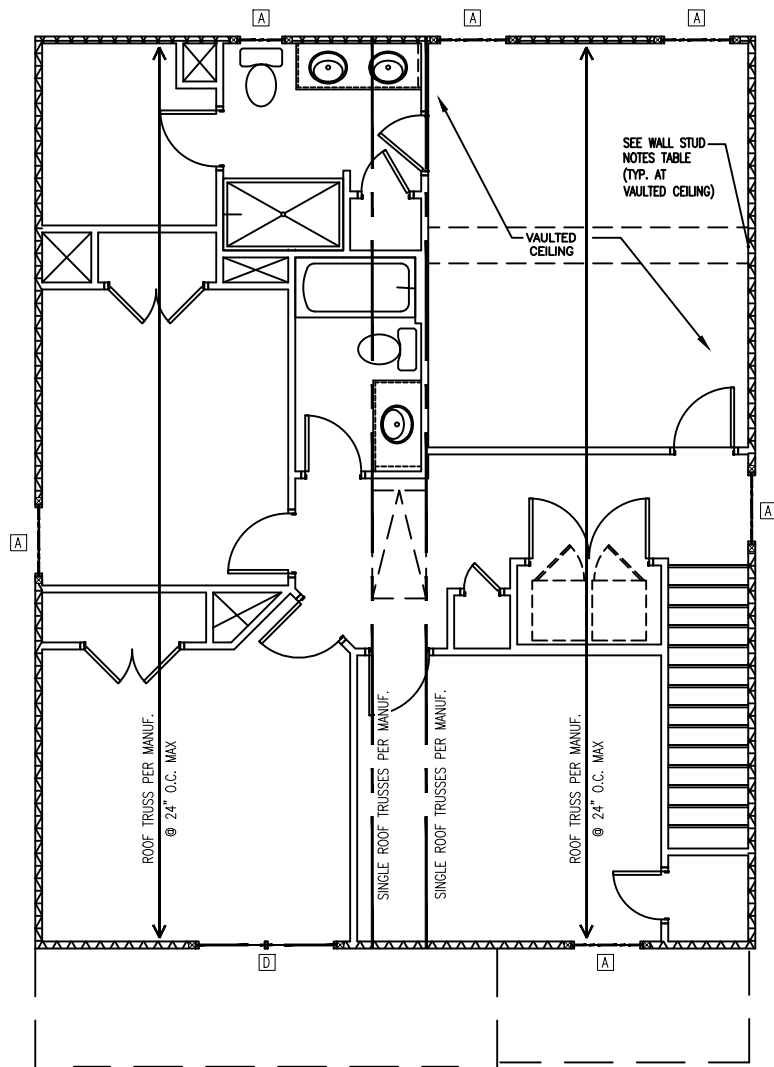 A
A
A
SEE WALL STUD
NOTES TABLE
(TYP. AT
VAULTED CEILING)
VAULTED
CEILING
A
A
ROOF TRUSS PER MANUF.
@ 24" O.C. MAX
SINGLE ROOF TRUSSES PER MANUF.
SINGLE ROOF TRUSSES PER MANUF.
ROOF TRUSS PER MANUF.
@ 24" O.C. MAX
D
A